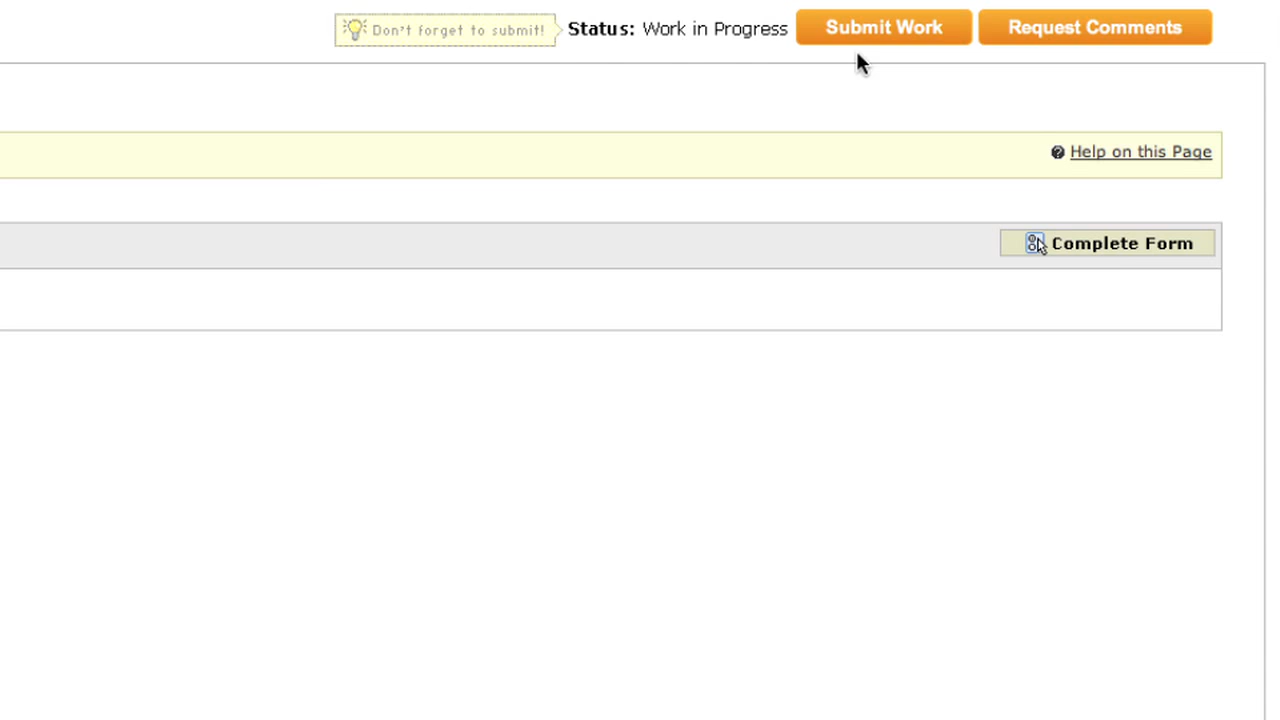 Don't forget to submit! Status: Work in Progress Submit Work Request Comments
Help on this Page
Complete Form